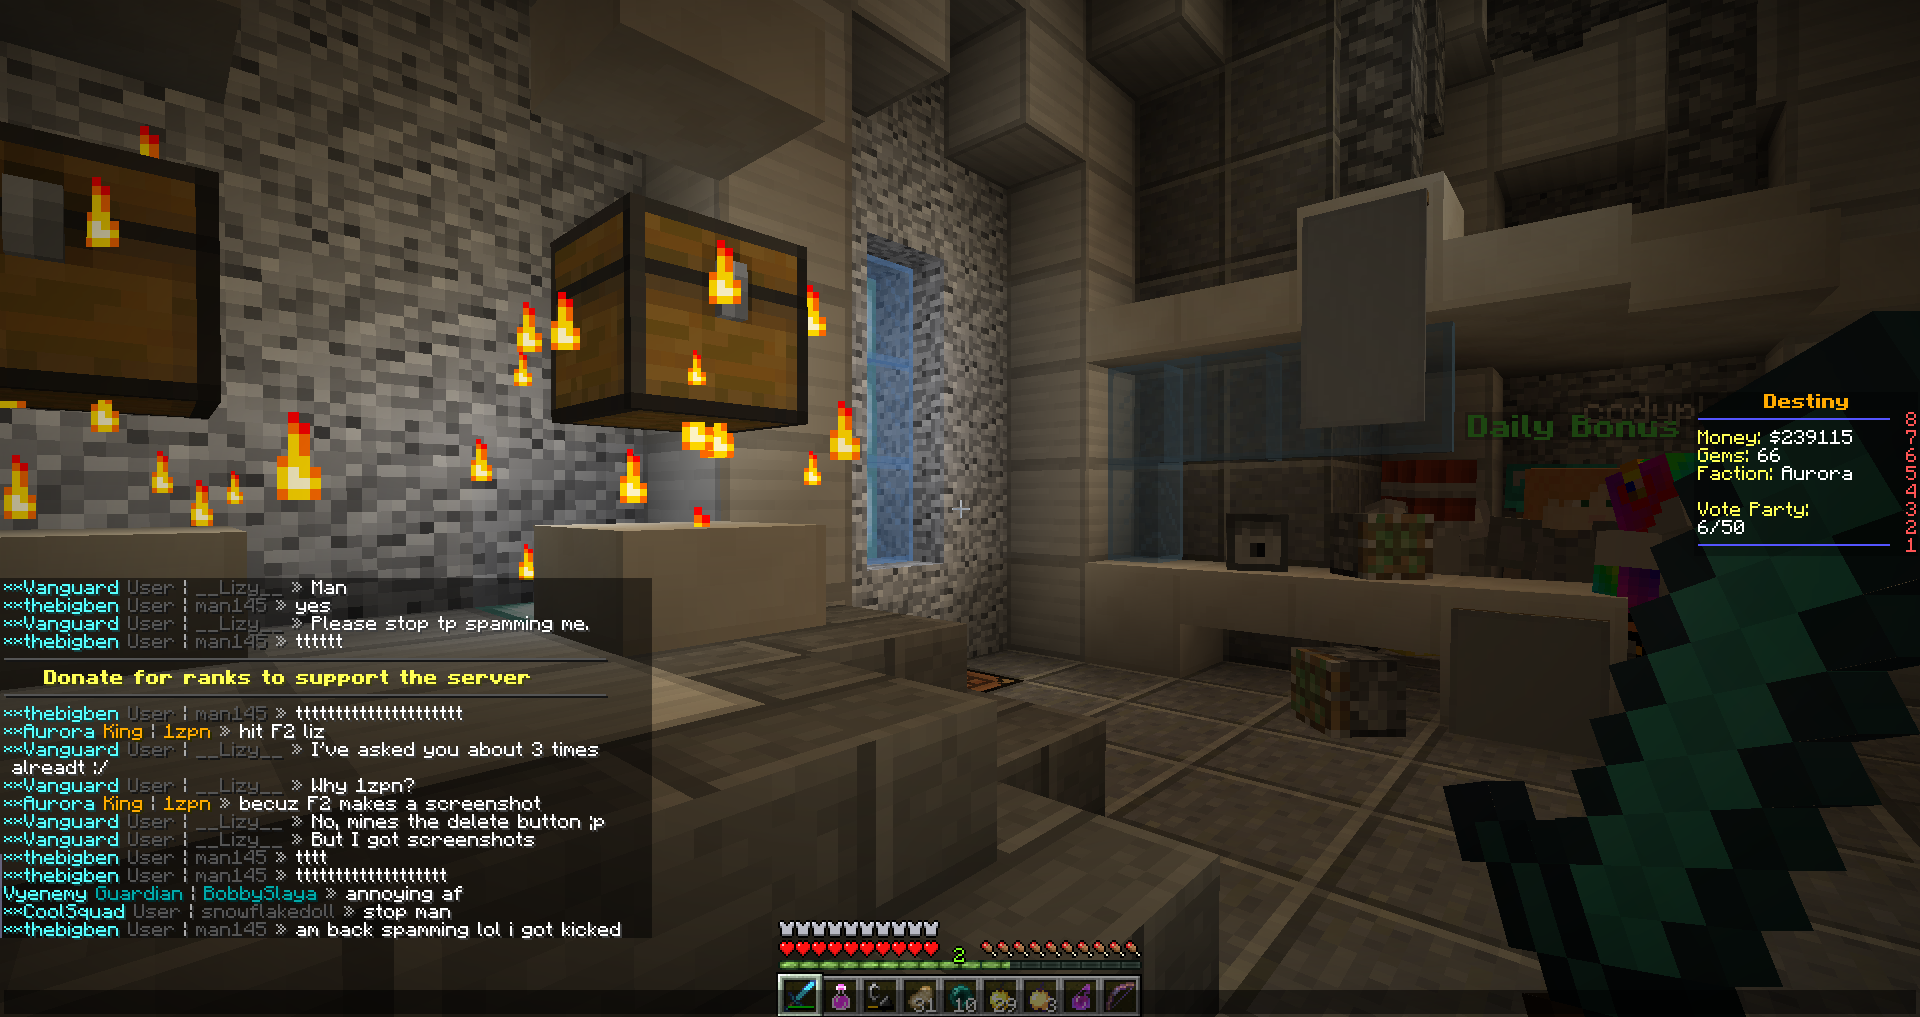 **Vanguard User ¦ __Lizy__ » Man
**thebigben User ¦ man145 » yes
**Vanguard User ¦ __Lizy__ » Please stop tp spamming me.
**thebigben User ¦ man145 » tttttt
Donate for ranks to support the server
**thebigben User ¦ man145 » ttttttttttttttttttttt
**Aurora King ¦ 1zpn » hit F2 liz
**Vanguard User ¦ __Lizy__ » I've asked you about 3 times
alreadt :/
**Vanguard User ¦ __Lizy__ » Why 1zpn?
**Aurora King ¦ 1zpn » becuz F2 makes a screenshot
**Vanguard User ¦ __Lizy__ » No, mines the delete button ;p
**Vanguard User ¦ __Lizy__ » But I got screenshots
**thebigben User ¦ man145 » tttt
**thebigben User ¦ man145 » ttttttttttttttttttt
Vyenemy Guardian ¦ BobbySlaya » annoying af
**CoolSquad User ¦ snowflakedoll » stop man
**thebigben User ¦ man145 » am back spamming lol i got kicked
Daily Bonus
Destiny
8
Money: $239115 7
Gems: 66 6
Faction: Aurora 5
4
Vote Party: 3
6/50 2
1
2
31 10 29 3